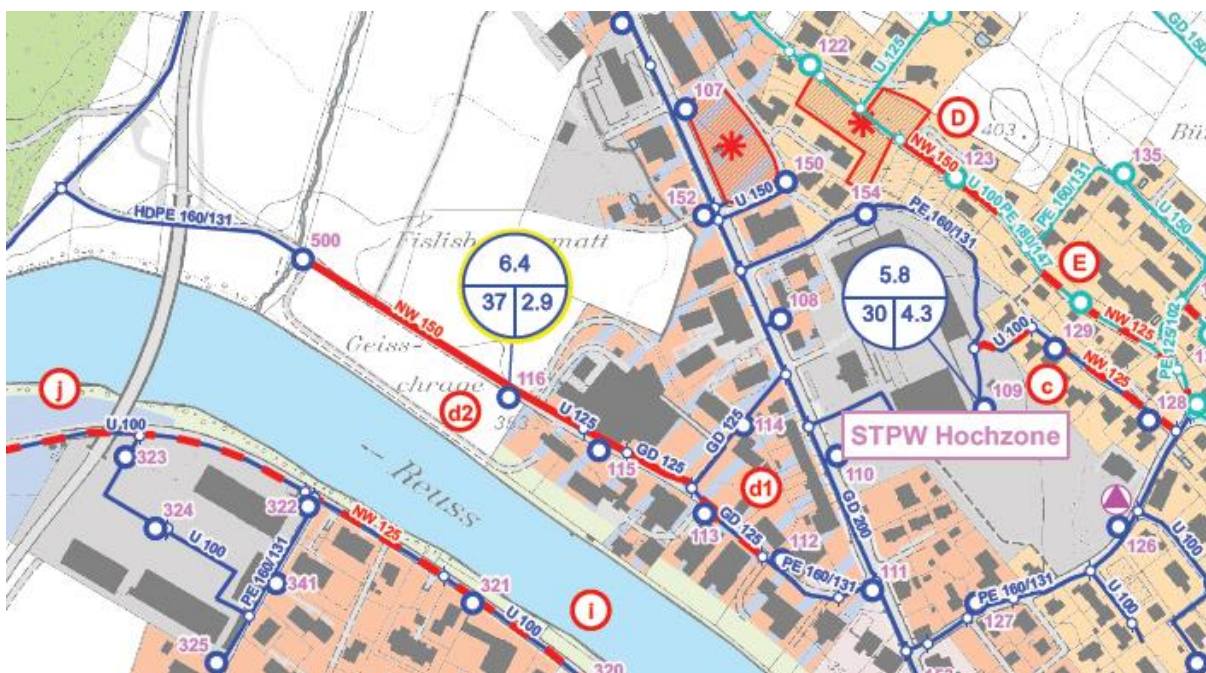 122
U 125
GD 150
107
D
403.
Bü
NW 150
123
135
150
U 150
U 100
PE 160/131
154
152
U 150
PE 160/131
PE 180/147
HDPE 160/131
500
6.4
37
2.9
E
5.8
30
4.3
129
NW 125
NW 150
108
U 100
PE 125/102
Geiss-
chrage
c
NW 125
j
116
d2
393
109
128
U 125
GD 125
114
STPW Hochzone
U 100
323
115
GD 125
110
Reuss
d1
322
324
113
GD 125
GD 200
126
U 100
NW 125
U 100
112
PE 160/131
111
341
PE 160/131
321
U 100
i
PE 160/131
127
U 100
325
320